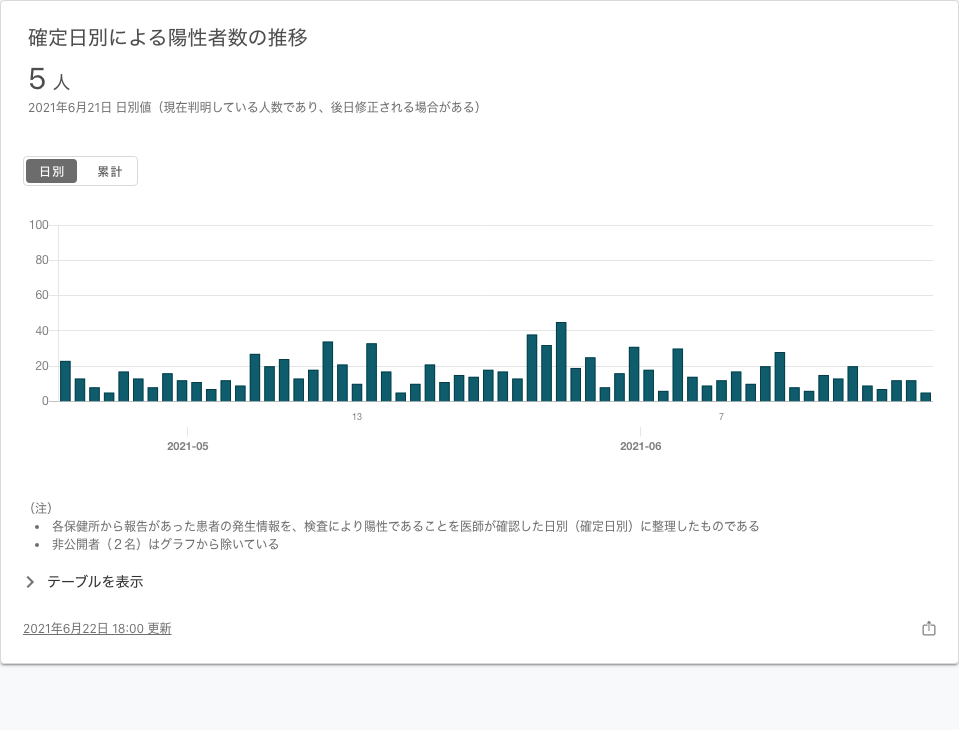 確定日別による陽性者数の推移
5 人
2021年6月21日 日別値（現在判明している人数であり、後日修正される場合がある）
日別 累計
100
80
60
40
20
0
13 7
2021-05 2021-06
（注）
• 各保健所から報告があった患者の発生情報を、検査により陽性であることを医師が確認した日別（確定日別）に整理したものである
• 非公開者（２名）はグラフから除いている
テーブルを表示
2021年6月22日 18:00 更新